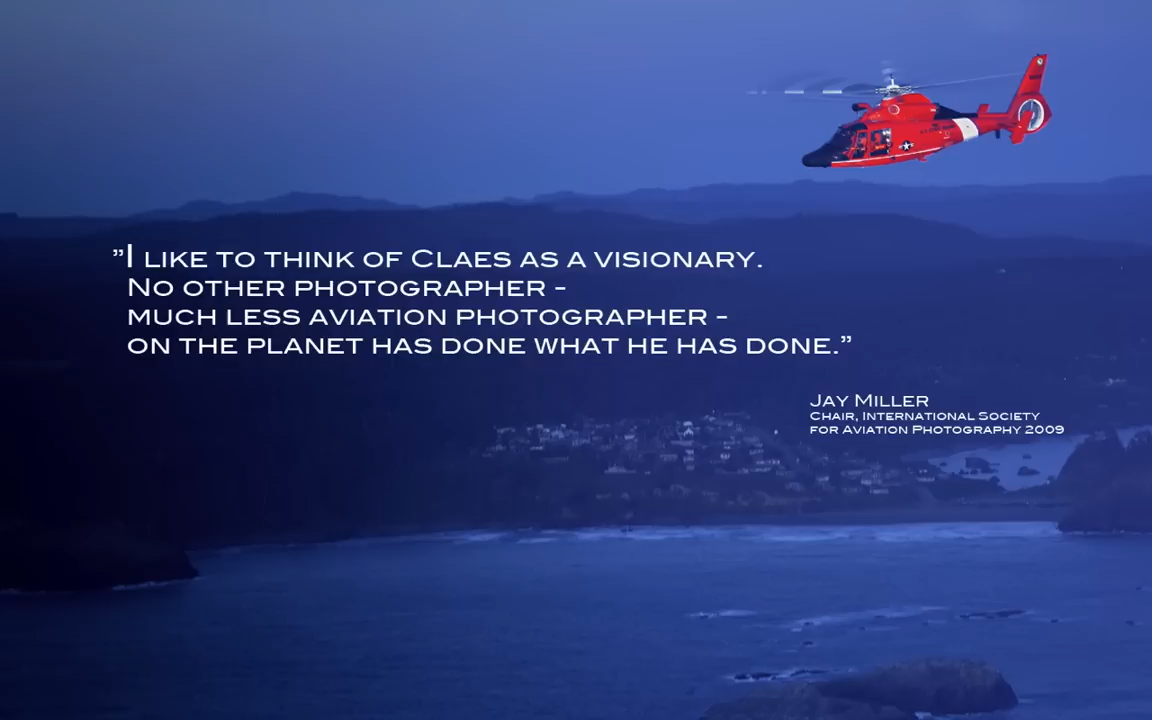 ”I like to think of Claes as a visionary.
No other photographer -
much less aviation photographer -
on the planet has done what he has done.”
Jay Miller
Chair, International Society
for Aviation Photography 2009